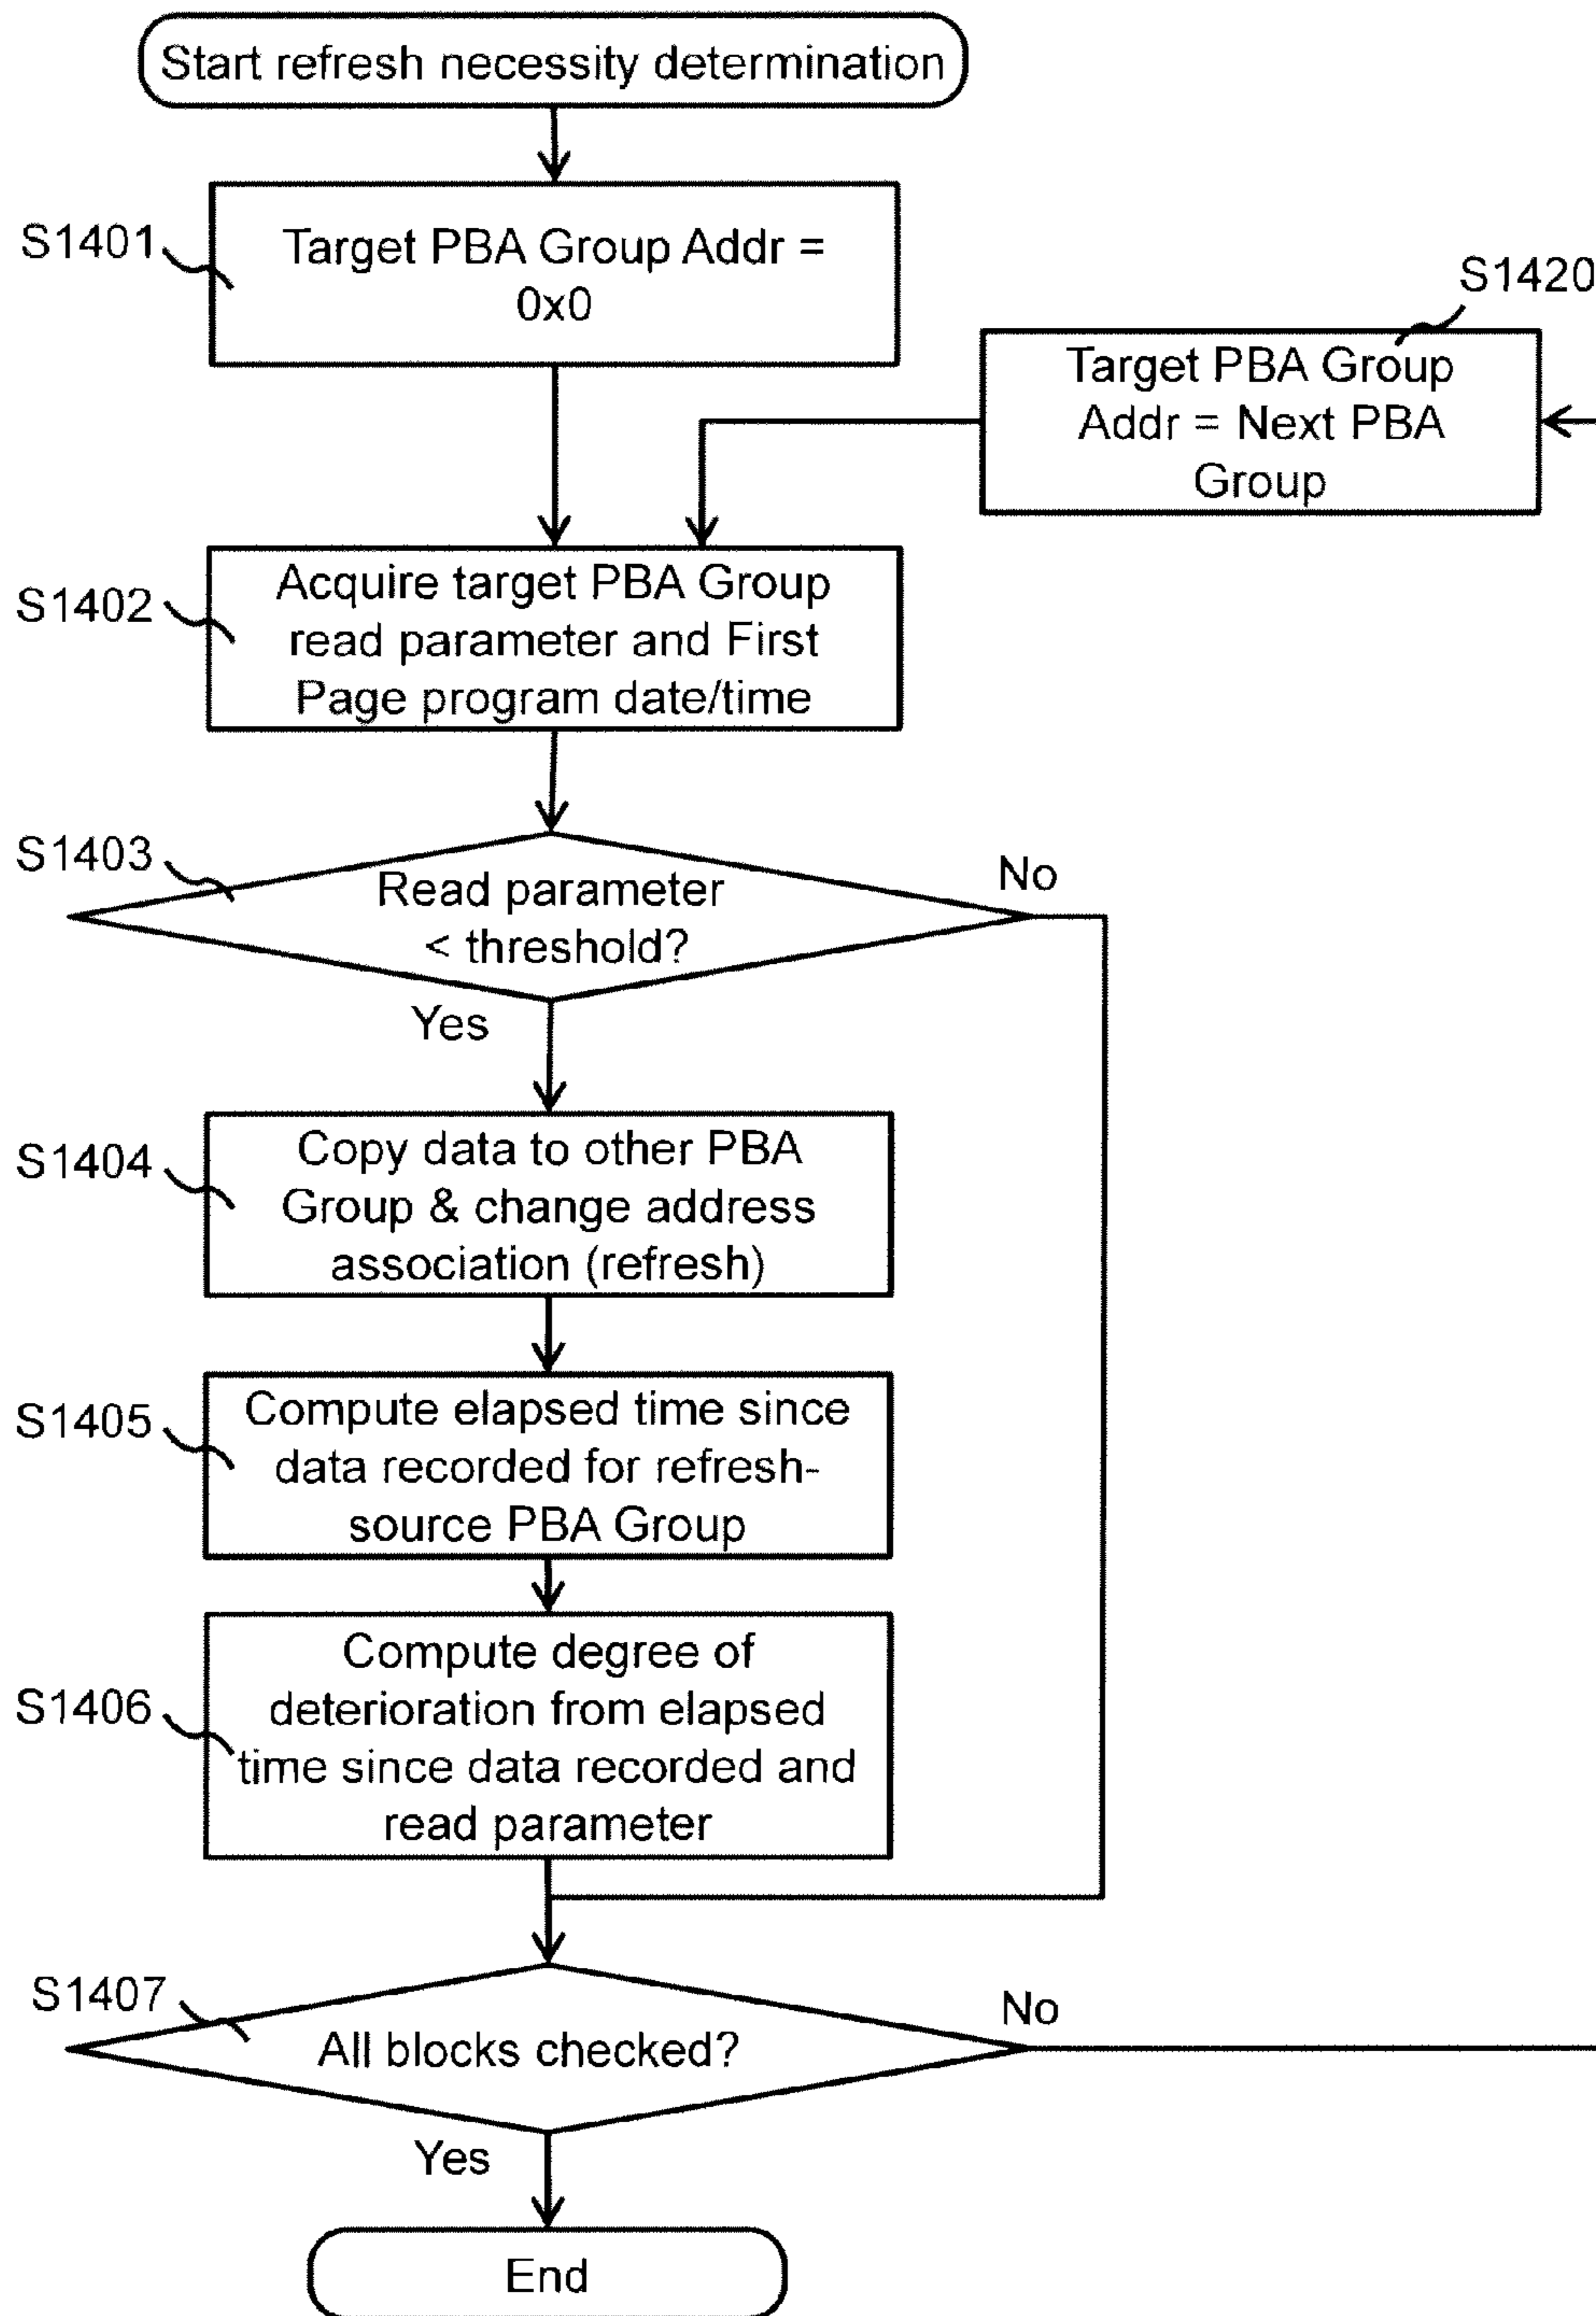 Start refresh necessity determination
S1401
Target PBA Group Addr =
0x0
S1420
Target PBA Group
Addr = Next PBA
Group
S1402
Acquire target PBA Group
read parameter and First
Page program date/time
S1403
Read parameter
< threshold?
No
Yes
S1404
Copy data to other PBA
Group & change address
association (refresh)
S1405
Compute elapsed time since
data recorded for refresh-
source PBA Group
S1406
Compute degree of
deterioration from elapsed
time since data recorded and
read parameter
S1407
All blocks checked?
No
Yes
End